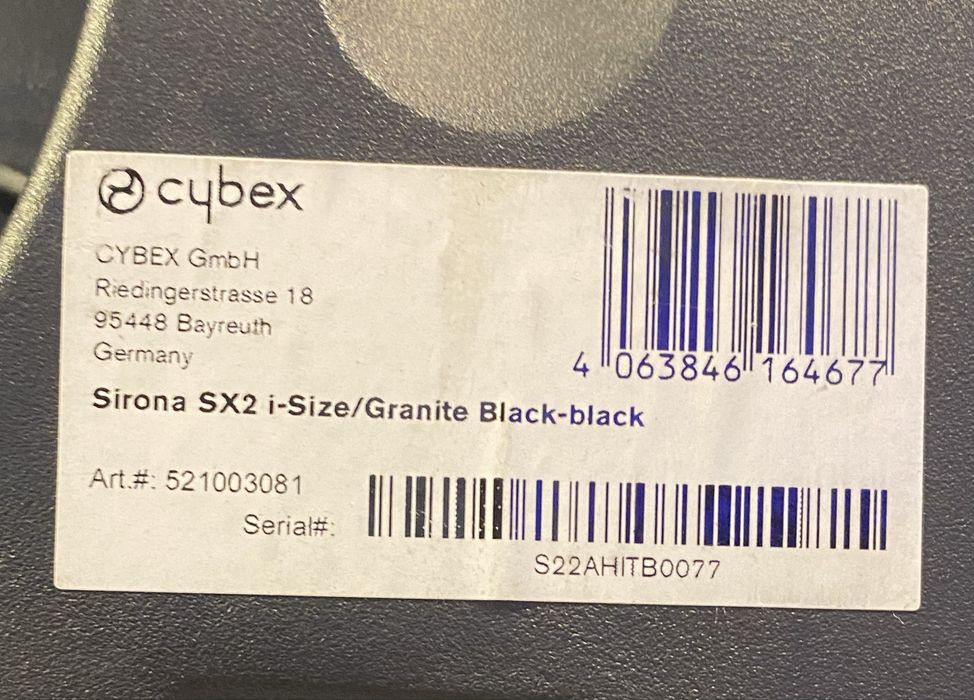 cybex
CYBEX GmbH
Riedingerstrasse 18
95448 Bayreuth
Germany
4 063846 164677
Sirona SX2 i-Size/Granite Black-black
Art.#: 521003081
Serial#:
S22AHITB0077